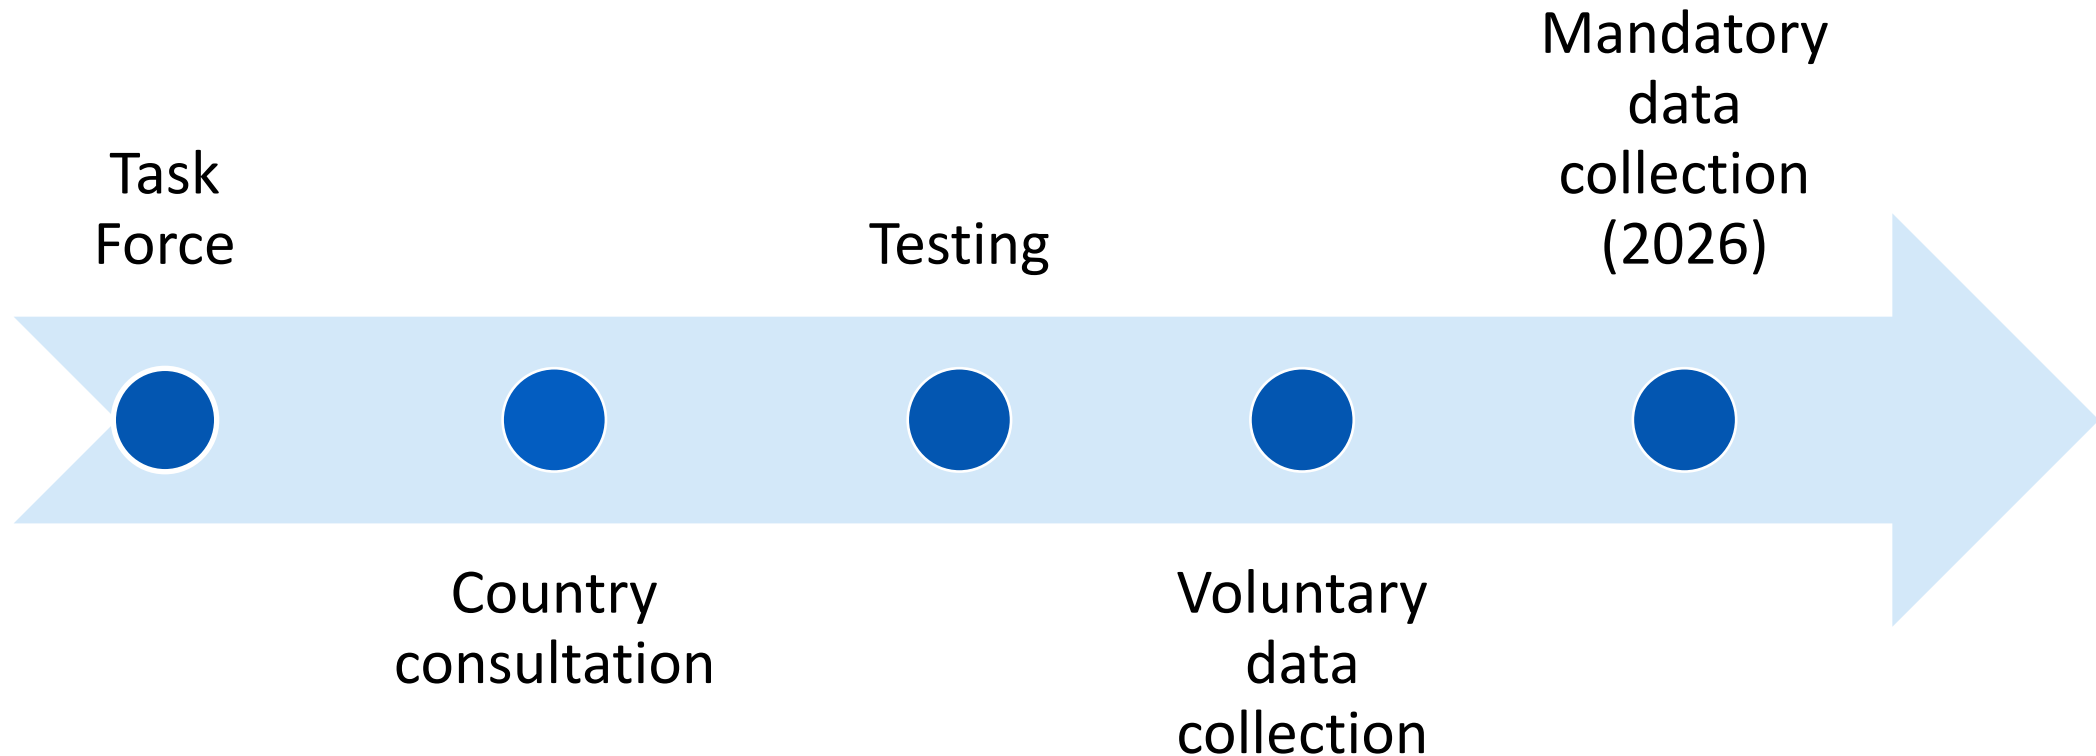 Task
Force
Country
consultation
Testing
Voluntary
data
collection
Mandatory
data
collection
(2026)